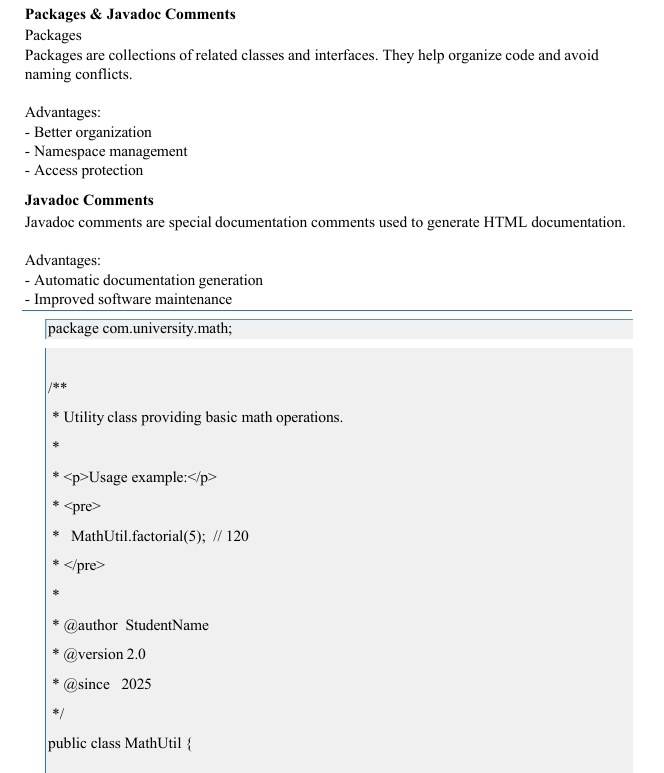 Packages & Javadoc Comments
Packages
Packages are collections of related classes and interfaces. They help organize code and avoid
naming conflicts.
Advantages:
- Better organization
- Namespace management
- Access protection
Javadoc Comments
Javadoc comments are special documentation comments used to generate HTML documentation.
Advantages:
- Automatic documentation generation
- Improved software maintenance
package com.university.math;
/**
* Utility class providing basic math operations.
*
* <p>Usage example:</p>
* <pre>
*   MathUtil.factorial(5);  // 120
* </pre>
*
* @author  StudentName
* @version 2.0
* @since   2025
*/
public class MathUtil {